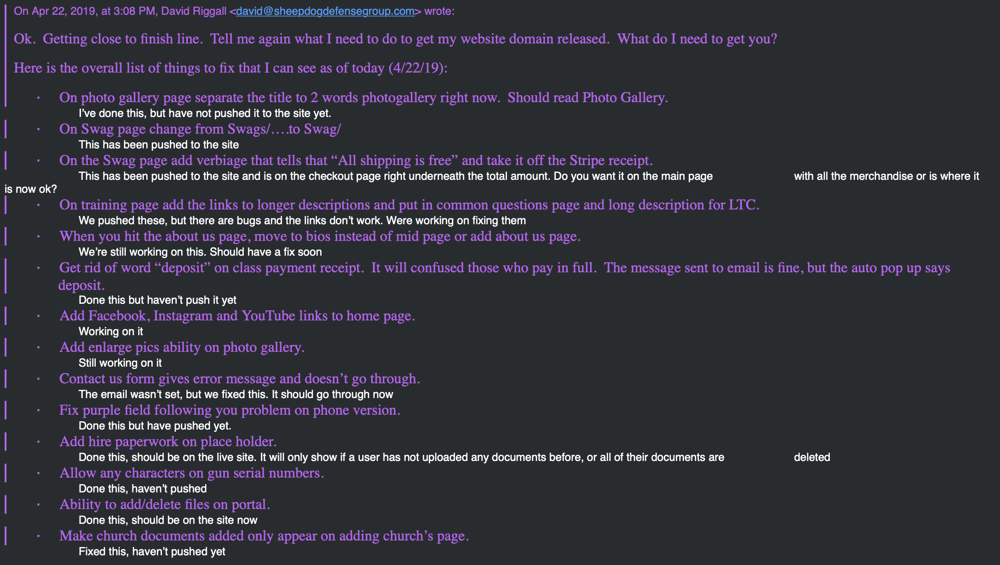 On Apr 22, 2019, at 3:08 PM, David Riggall <david@sheepdogdefensegroup.com> wrote:
Ok.  Getting close to finish line.  Tell me again what I need to do to get my website domain released.  What do I need to get you?
Here is the overall list of things to fix that I can see as of today (4/22/19):
· On photo gallery page separate the title to 2 words photogallery right now.  Should read Photo Gallery.
I’ve done this, but have not pushed it to the site yet.
· On Swag page change from Swags/….to Swag/
This has been pushed to the site
· On the Swag page add verbiage that tells that “All shipping is free” and take it off the Stripe receipt.
This has been pushed to the site and is on the checkout page right underneath the total amount. Do you want it on the main page with all the merchandise or is where it
is now ok?
· On training page add the links to longer descriptions and put in common questions page and long description for LTC.
We pushed these, but there are bugs and the links don’t work. Were working on fixing them
· When you hit the about us page, move to bios instead of mid page or add about us page.
We’re still working on this. Should have a fix soon
· Get rid of word “deposit” on class payment receipt.  It will confused those who pay in full.  The message sent to email is fine, but the auto pop up says
deposit.
Done this but haven’t push it yet
· Add Facebook, Instagram and YouTube links to home page.
Working on it
· Add enlarge pics ability on photo gallery.
Still working on it
· Contact us form gives error message and doesn’t go through.
The email wasn’t set, but we fixed this. It should go through now
· Fix purple field following you problem on phone version.
Done this but have pushed yet.
· Add hire paperwork on place holder.
Done this, should be on the live site. It will only show if a user has not uploaded any documents before, or all of their documents are deleted
· Allow any characters on gun serial numbers.
Done this, haven’t pushed
· Ability to add/delete files on portal.
Done this, should be on the site now
· Make church documents added only appear on adding church’s page.
Fixed this, haven’t pushed yet